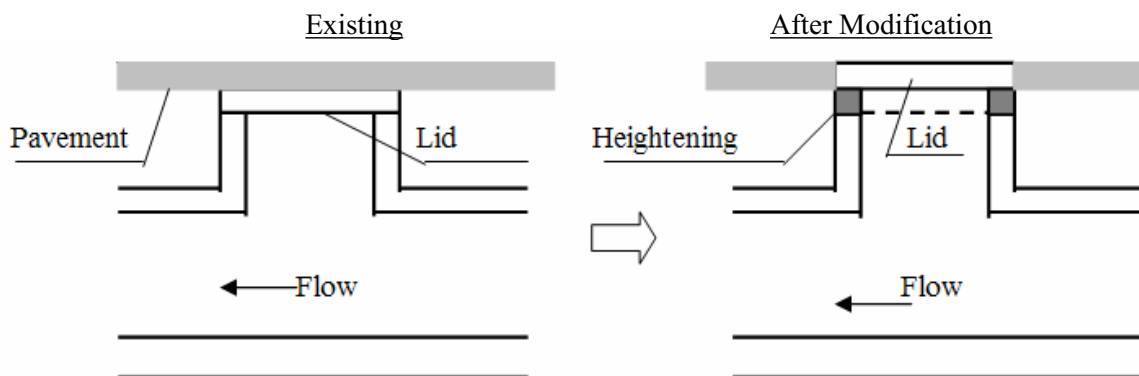 Existing
Pavement
Lid
Flow
After Modification
Heightening
Lid
Flow